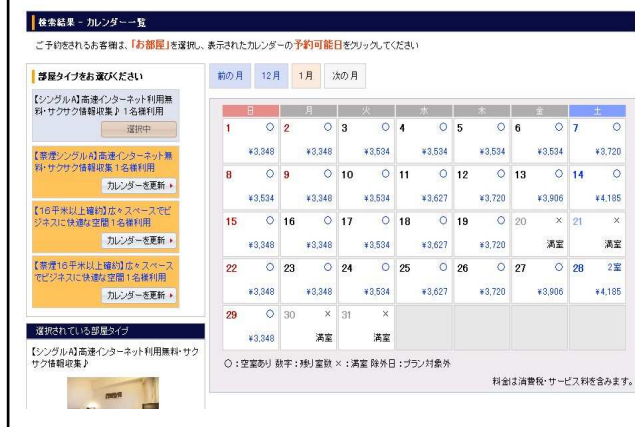 検索結果 - カレンダー一覧
ご予約をされるお客様は、「お部屋」を選択し、表示されたカレンダーの予約可能日をクリックしてください
部屋タイプをお選びください
【シングルA】高速インターネット利用無
料・サクサク情報収集♪1名様利用
選択中
【禁煙シングルA】高速インターネット無
料・サクサク情報収集1名様利用
カレンダーを更新
【16平米以上確約】広々スペースでビ
ジネスに快適な空間1名様利用
カレンダーを更新
【禁煙16平米以上確約】広々スペース
でビジネスに快適な空間1名様利用
カレンダーを更新
選択されている部屋タイプ
【シングルA】高速インターネット利用無料・サク
サク情報収集♪
前の月 12月 1月 次の月
日 月 火 水 木 金 土
1 ○ 2 ○ 3 ○ 4 ○ 5 ○ 6 ○ 7 ○
¥3,348 ¥3,348 ¥3,534 ¥3,534 ¥3,534 ¥3,534 ¥3,720
8 ○ 9 ○ 10 ○ 11 ○ 12 ○ 13 ○ 14 ○
¥3,534 ¥3,348 ¥3,534 ¥3,627 ¥3,720 ¥3,906 ¥4,185
15 ○ 16 ○ 17 ○ 18 ○ 19 ○ 20 × 21 ×
¥3,348 ¥3,348 ¥3,534 ¥3,627 ¥3,720 満室 満室
22 ○ 23 ○ 24 ○ 25 ○ 26 ○ 27 ○ 28 2室
¥3,348 ¥3,348 ¥3,534 ¥3,627 ¥3,720 ¥3,906 ¥4,185
29 ○ 30 × 31 ×
¥3,348 満室 満室
○:空室あり 数字:残り室数 ×:満室 除外日:プラン対象外
料金は消費税・サービス料を含みます。